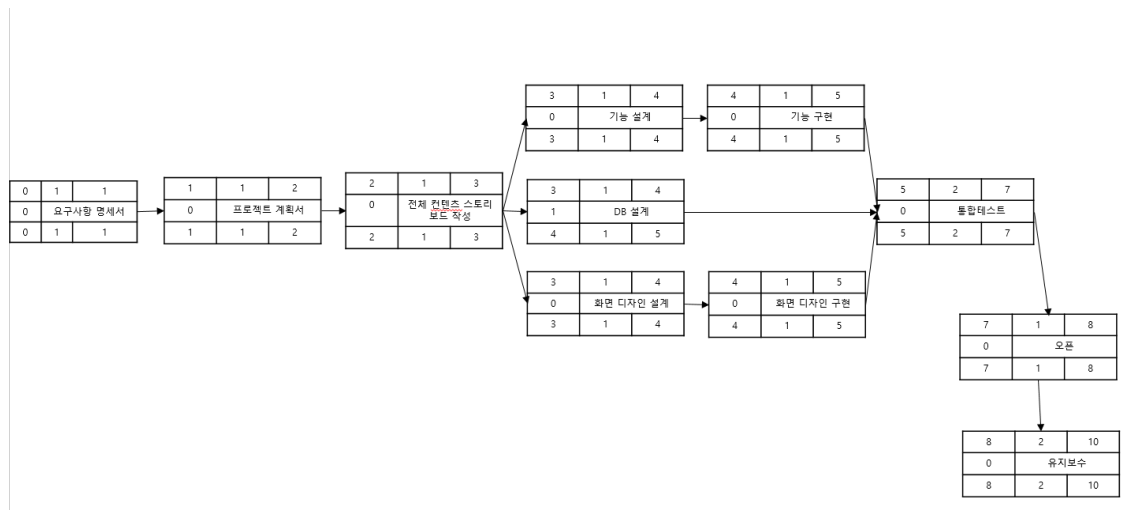 0 1 1
0 요구사항 명세서
0 1 1
1 1 2
0 프로젝트 계획서
1 1 2
2 1 3
0 전체 컨텐츠 스토리
보드 작성
2 1 3
3 1 4
0 기능 설계
3 1 4
4 1 5
0 기능 구현
4 1 5
3 1 4
1 DB 설계
4 1 5
3 1 4
0 화면 디자인 설계
3 1 4
4 1 5
0 화면 디자인 구현
4 1 5
5 2 7
0 통합테스트
5 2 7
7 1 8
0 오픈
7 1 8
8 2 10
0 유지보수
8 2 10